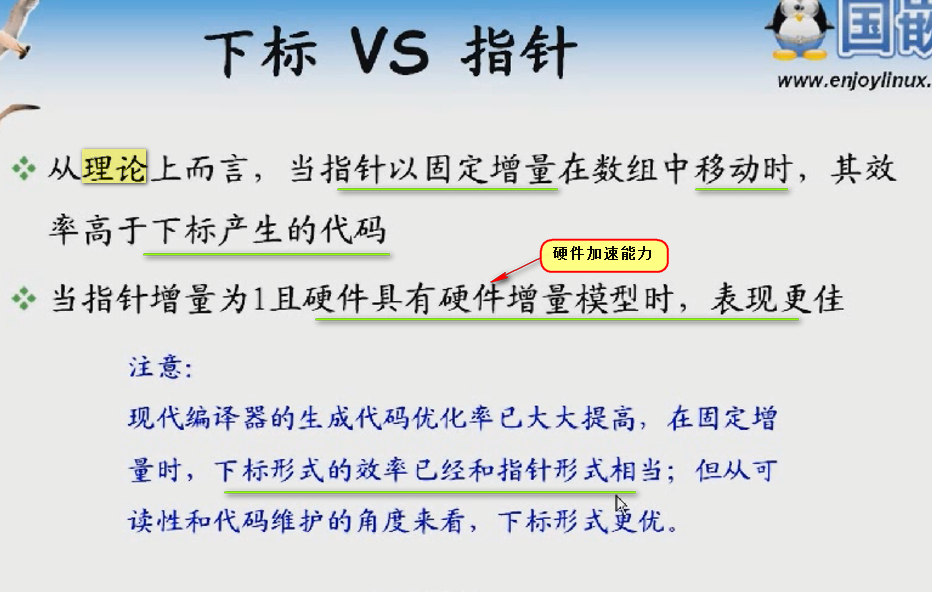 下标 VS 指针
国嵌
www.enjoylinux.
从理论上而言，当指针以固定增量在数组中移动时，其效
率高于下标产生的代码
硬件加速能力
当指针增量为1且硬件具有硬件增量模型时，表现更佳
注意：
现代编译器的生成代码优化率已大大提高，在固定增
量时，下标形式的效率已经和指针形式相当；但从可
读性和代码维护的角度来看，下标形式更优。